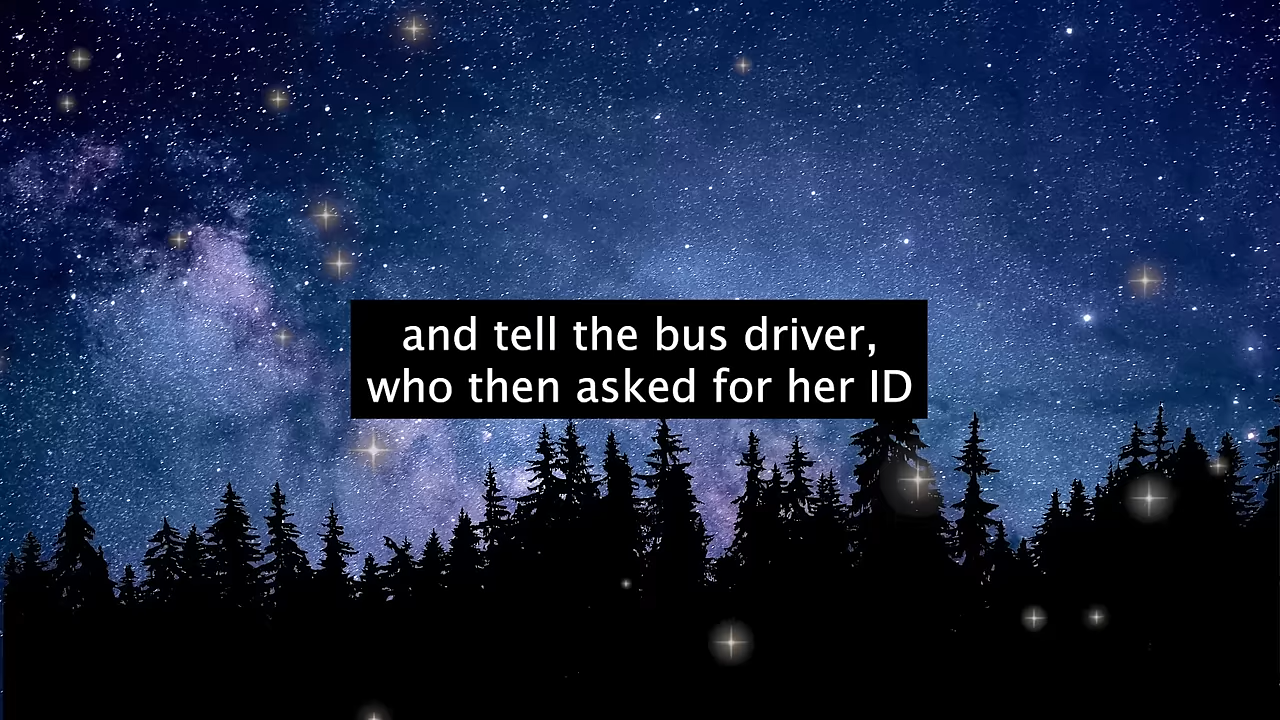 and tell the bus driver,
who then asked for her ID